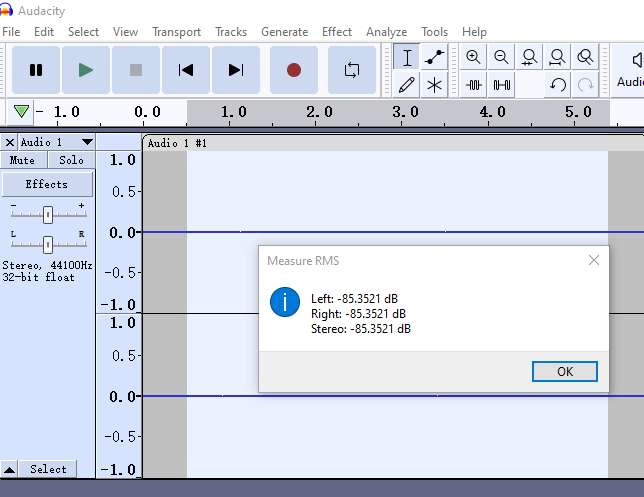 Audacity
File Edit Select View Transport Tracks Generate Effect Analyze Tools Help
Audio
- 1.0 0.0 1.0 2.0 3.0 4.0 5.0
× Audio 1
Audio 1 #1
Mute Solo
Effects
- +
L R
Stereo, 44100Hz
32-bit float
1.0
0.5
0.0
-0.5
-1.0
1.0
0.5
0.0
-0.5
-1.0
Select
Measure RMS
i
Left: -85.3521 dB
Right: -85.3521 dB
Stereo: -85.3521 dB
OK